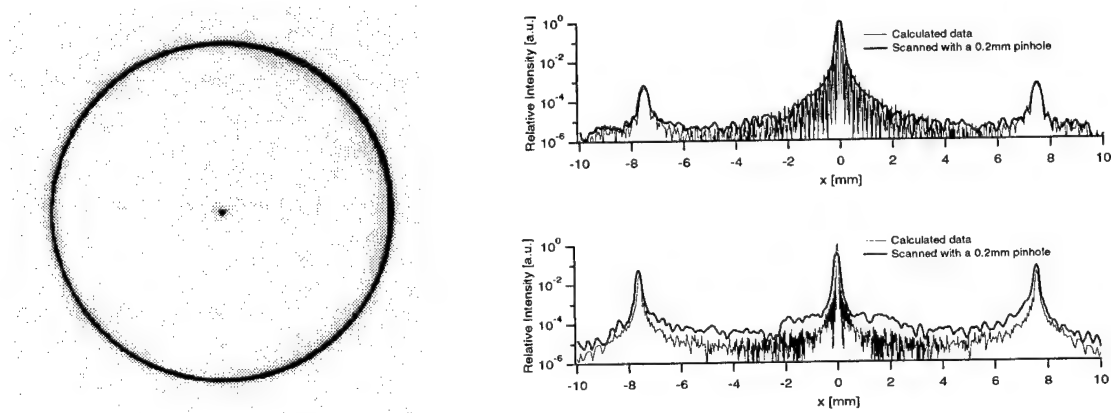 10⁰
10⁻²
10⁻⁴
10⁻⁶
Relative Intensity [a.u.]
Calculated data
Scanned with a 0.2mm pinhole
-10 -8 -6 -4 -2 0 2 4 6 8 10
x [mm]
10⁰
10⁻²
10⁻⁴
10⁻⁶
Relative Intensity [a.u.]
Calculated data
Scanned with a 0.2mm pinhole
-10 -8 -6 -4 -2 0 2 4 6 8 10
x [mm]